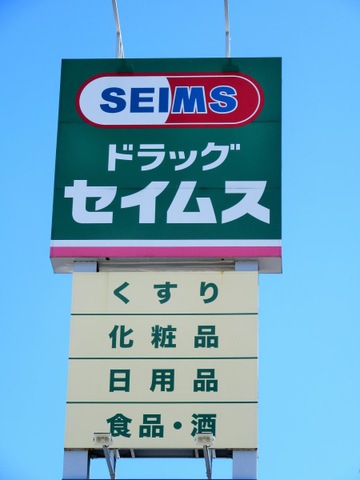 SEIMS
ドラッグ
セイムス
くすり
化粧品
日用品
食品・酒